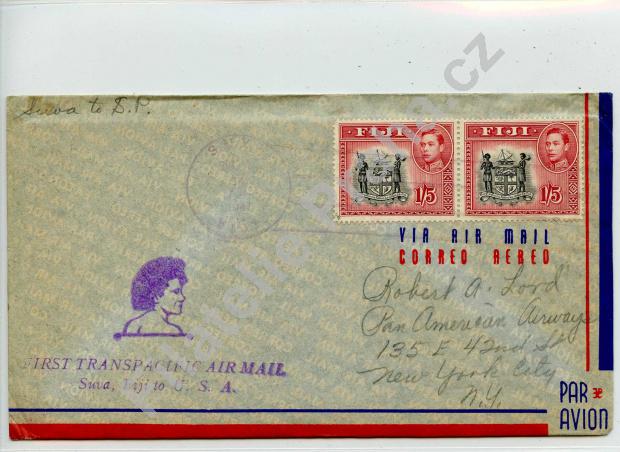 Suva to S.P.
FIJI
FIJI
1/5
1/5
VIA AIR MAIL
CORREO AEREO
Robert A. Lord
Pan American Airways
135 E 42nd St
New York City
N.Y.
FIRST TRANSPACIFIC AIR MAIL
Suva, Fiji to U. S. A.
PAR
AVION